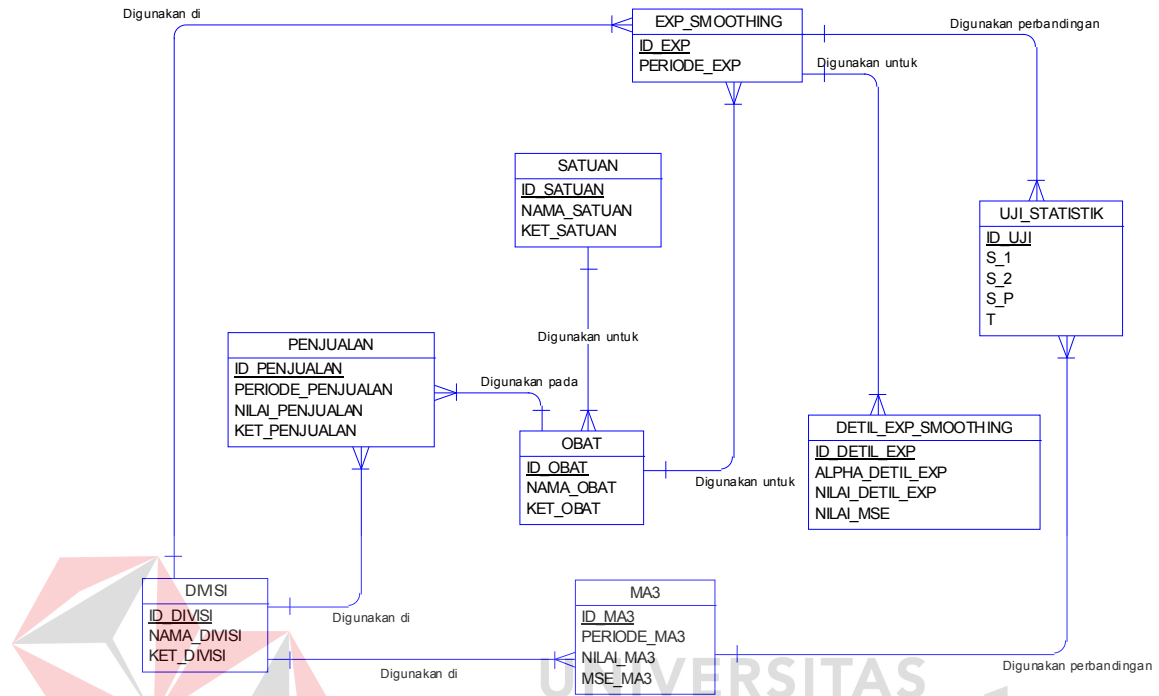 Digunakan di
EXP_SMOOTHING
ID_EXP
PERIODE_EXP
Digunakan perbandingan
Digunakan untuk
SATUAN
ID_SATUAN
NAMA_SATUAN
KET_SATUAN
UJI_STATISTIK
ID_UJI
S_1
S_2
S_P
T
Digunakan untuk
PENJUALAN
ID_PENJUALAN
PERIODE_PENJUALAN
NILAI_PENJUALAN
KET_PENJUALAN
Digunakan pada
OBAT
ID_OBAT
NAMA_OBAT
KET_OBAT
Digunakan untuk
DETIL_EXP_SMOOTHING
ID_DETIL_EXP
ALPHA_DETIL_EXP
NILAI_DETIL_EXP
NILAI_MSE
DIVISI
ID_DIVISI
NAMA_DIVISI
KET_DIVISI
Digunakan di
Digunakan di
MA3
ID_MA3
PERIODE_MA3
NILAI_MA3
MSE_MA3
Digunakan perbandingan
UNIVERSITAS